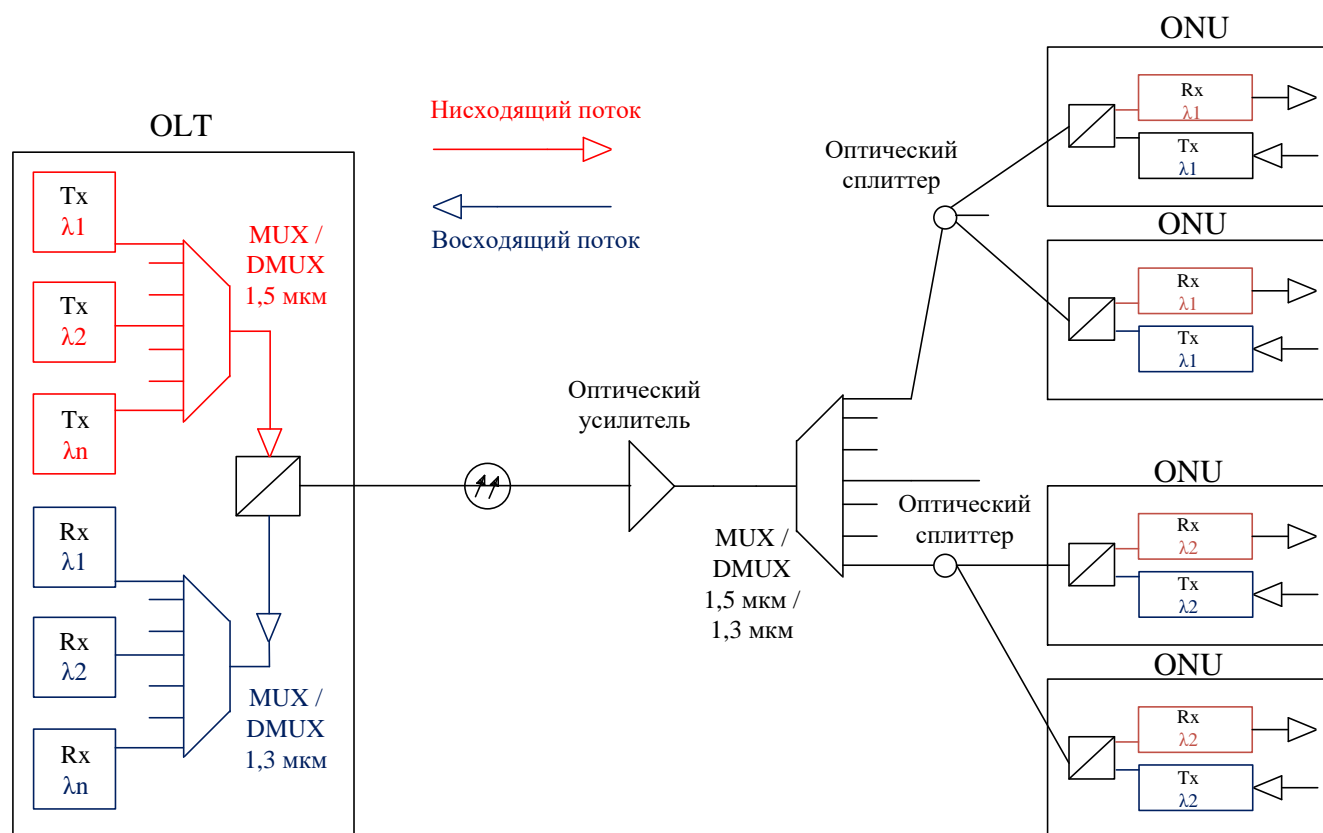 OLT
Tx
λ1
Tx
λ2
Tx
λn
Rx
λ1
Rx
λ2
Rx
λn
MUX /
DMUX
1,5 мкм
MUX /
DMUX
1,3 мкм
Нисходящий поток
Восходящий поток
Оптический
усилитель
MUX /
DMUX
1,5 мкм /
1,3 мкм
Оптический
сплиттер
Оптический
сплиттер
ONU
Rx
λ1
Tx
λ1
ONU
Rx
λ1
Tx
λ1
ONU
Rx
λ2
Tx
λ2
ONU
Rx
λ2
Tx
λ2